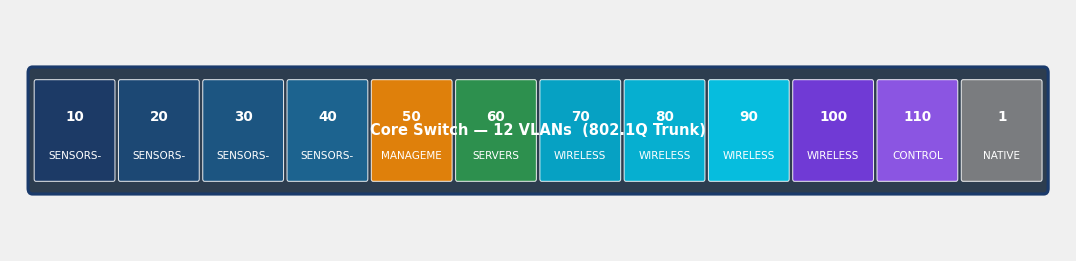 10 20 30 40 50 60 70 80 90 100 110 1
Core Switch — 12 VLANs (802.1Q Trunk)
SENSORS- SENSORS- SENSORS- SENSORS- MANAGEME SERVERS WIRELESS WIRELESS WIRELESS WIRELESS CONTROL NATIVE